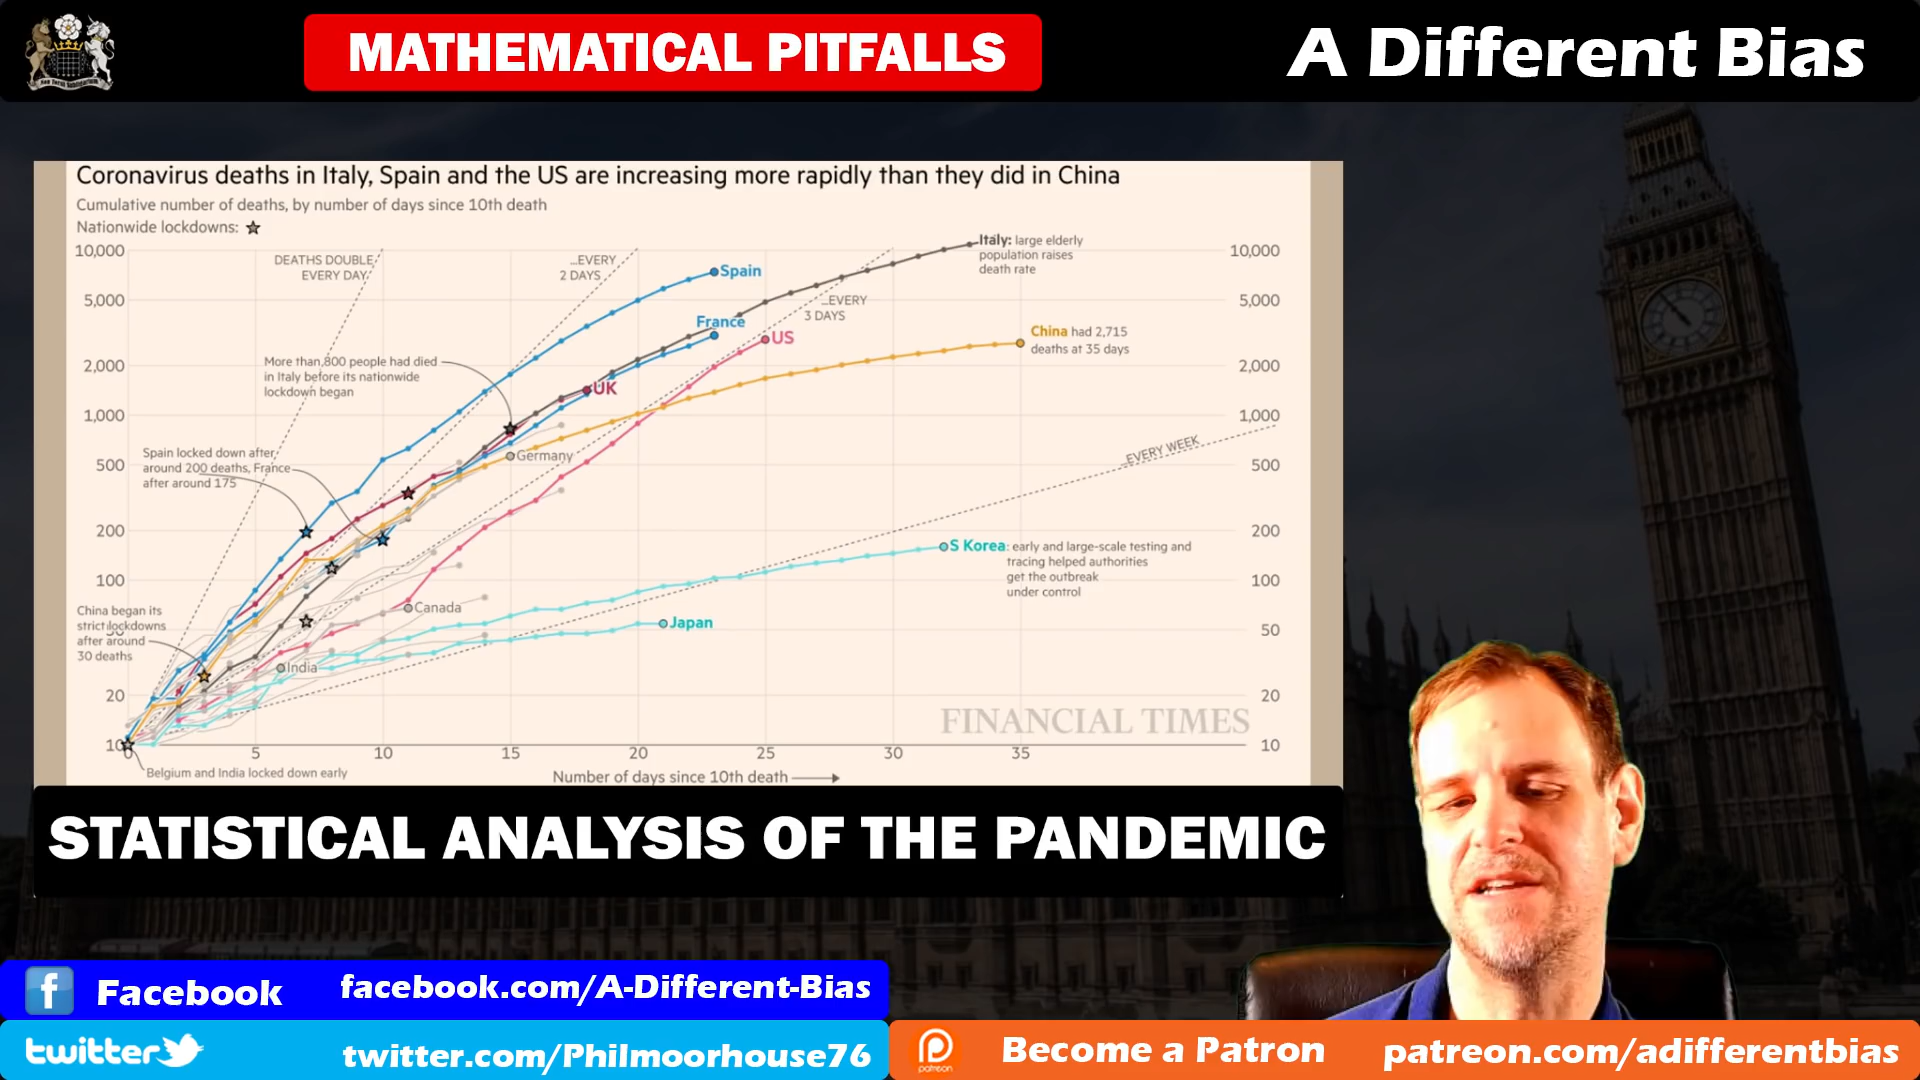 MATHEMATICAL PITFALLS
A Different Bias
Coronavirus deaths in Italy, Spain and the US are increasing more rapidly than they did in China
Cumulative number of deaths, by number of days since 10th death
Nationwide lockdowns:
10,000
5,000
2,000
1,000
500
200
100
50
20
10
DEATHS DOUBLE
EVERY DAY
...EVERY
2 DAYS
...EVERY
3 DAYS
...EVERY WEEK
Spain
Italy: large elderly
population raises
death rate
France
US
China had 2,715
deaths at 35 days
More than 800 people had died
in Italy before its nationwide
lockdown began
UK
Germany
Spain locked down after
around 200 deaths, France
after around 175
S Korea: early and large-scale testing and
tracing helped authorities
get the outbreak
under control
Canada
Japan
China began its
strict lockdowns
after around
30 deaths
India
10,000
5,000
2,000
1,000
500
200
100
50
20
10
FINANCIAL TIMES
0 5 10 15 20 25 30 35
Belgium and India locked down early
Number of days since 10th death
STATISTICAL ANALYSIS OF THE PANDEMIC
f Facebook facebook.com/A-Different-Bias
twitter twitter.com/Philmoorhouse76
patreon Become a Patron patreon.com/adifferentbias